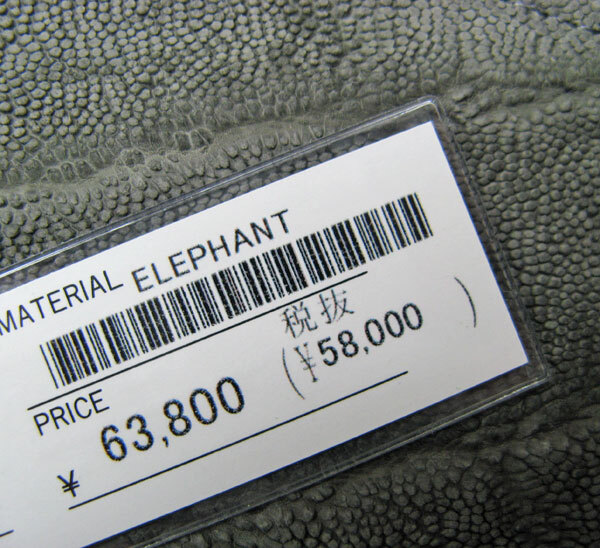 MATERIAL ELEPHANT
税抜
PRICE
¥ 63,800 (¥58,000)